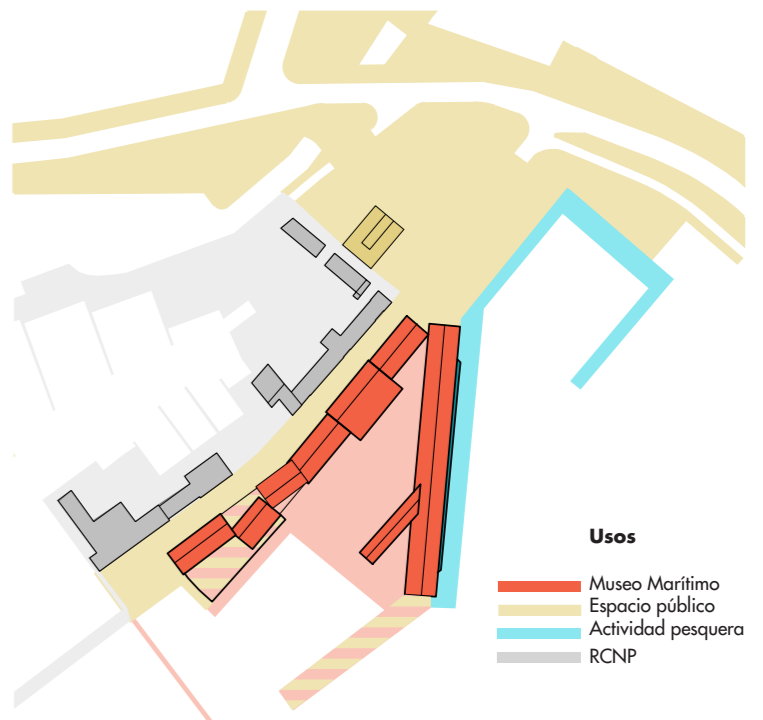 Usos
Museo Marítimo
Espacio público
Actividad pesquera
RCNP